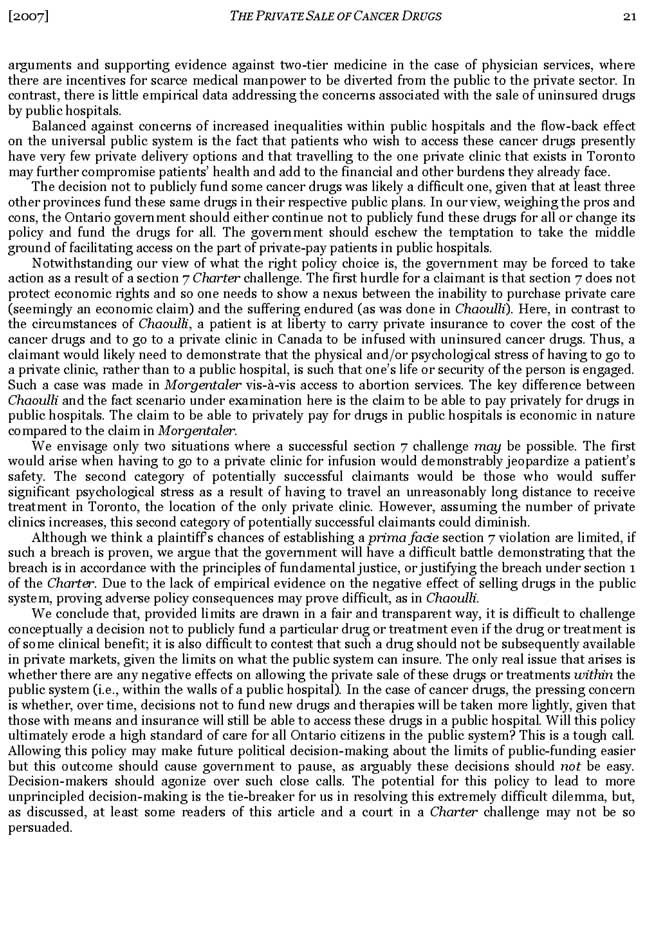 [2007] THE PRIVATE SALE OF CANCER DRUGS 21
arguments and supporting evidence against two-tier medicine in the case of physician services, where
there are incentives for scarce medical manpower to be diverted from the public to the private sector. In
contrast, there is little empirical data addressing the concerns associated with the sale of uninsured drugs
by public hospitals.
Balanced against concerns of increased inequalities within public hospitals and the flow-back effect
on the universal public system is the fact that patients who wish to access these cancer drugs presently
have very few private delivery options and that travelling to the one private clinic that exists in Toronto
may further compromise patients' health and add to the financial and other burdens they already face.
The decision not to publicly fund some cancer drugs was likely a difficult one, given that at least three
other provinces fund these same drugs in their respective public plans. In our view, weighing the pros and
cons, the Ontario government should either continue not to publicly fund these drugs for all or change its
policy and fund the drugs for all. The government should eschew the temptation to take the middle
ground of facilitating access on the part of private-pay patients in public hospitals.
Notwithstanding our view of what the right policy choice is, the government may be forced to take
action as a result of a section 7 Charter challenge. The first hurdle for a claimant is that section 7 does not
protect economic rights and so one needs to show a nexus between the inability to purchase private care
(seemingly an economic claim) and the suffering endured (as was done in Chaoulli). Here, in contrast to
the circumstances of Chaoulli, a patient is at liberty to carry private insurance to cover the cost of the
cancer drugs and to go to a private clinic in Canada to be infused with uninsured cancer drugs. Thus, a
claimant would likely need to demonstrate that the physical and/or psychological stress of having to go to
a private clinic, rather than to a public hospital, is such that one's life or security of the person is engaged.
Such a case was made in Morgentaler vis-à-vis access to abortion services. The key difference between
Chaoulli and the fact scenario under examination here is the claim to be able to pay privately for drugs in
public hospitals. The claim to be able to privately pay for drugs in public hospitals is economic in nature
compared to the claim in Morgentaler.
We envisage only two situations where a successful section 7 challenge may be possible. The first
would arise when having to go to a private clinic for infusion would demonstrably jeopardize a patient's
safety. The second category of potentially successful claimants would be those who would suffer
significant psychological stress as a result of having to travel an unreasonably long distance to receive
treatment in Toronto, the location of the only private clinic. However, assuming the number of private
clinics increases, this second category of potentially successful claimants could diminish.
Although we think a plaintiff's chances of establishing a prima facie section 7 violation are limited, if
such a breach is proven, we argue that the government will have a difficult battle demonstrating that the
breach is in accordance with the principles of fundamental justice, or justifying the breach under section 1
of the Charter. Due to the lack of empirical evidence on the negative effect of selling drugs in the public
system, proving adverse policy consequences may prove difficult, as in Chaoulli.
We conclude that, provided limits are drawn in a fair and transparent way, it is difficult to challenge
conceptually a decision not to publicly fund a particular drug or treatment even if the drug or treatment is
of some clinical benefit; it is also difficult to contest that such a drug should not be subsequently available
in private markets, given the limits on what the public system can insure. The only real issue that arises is
whether there are any negative effects on allowing the private sale of these drugs or treatments within the
public system (i.e., within the walls of a public hospital). In the case of cancer drugs, the pressing concern
is whether, over time, decisions not to fund new drugs and therapies will be taken more lightly, given that
those with means and insurance will still be able to access these drugs in a public hospital. Will this policy
ultimately erode a high standard of care for all Ontario citizens in the public system? This is a tough call.
Allowing this policy may make future political decision-making about the limits of public-funding easier
but this outcome should cause government to pause, as arguably these decisions should not be easy.
Decision-makers should agonize over such close calls. The potential for this policy to lead to more
unprincipled decision-making is the tie-breaker for us in resolving this extremely difficult dilemma, but,
as discussed, at least some readers of this article and a court in a Charter challenge may not be so
persuaded.